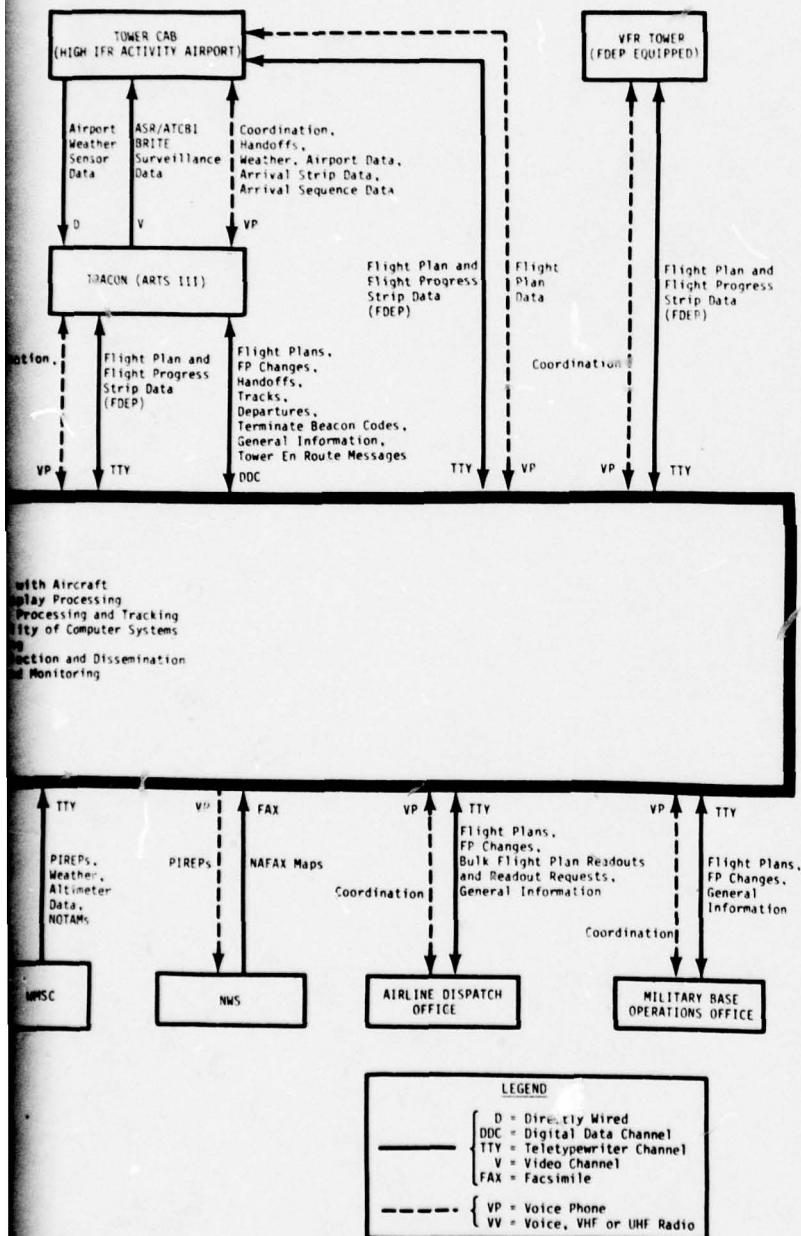 TOWER CAB
(HIGH IFR ACTIVITY AIRPORT)
VFR TOWER
(FDEP EQUIPPED)
Airport
Weather
Sensor
Data
ASR/ATCBI
BRITE
Surveillance
Data
Coordination,
Handoffs,
Weather, Airport Data,
Arrival Strip Data,
Arrival Sequence Data
D
V
VP
TRACON (ARTS III)
Flight Plan and
Flight Progress
Strip Data
(FDEP)
Flight
Plan
Data
Flight Plan and
Flight Progress
Strip Data
(FDEP)
Coordination
Flight Plan and
Flight Progress
Strip Data
(FDEP)
Flight Plans,
FP Changes,
Handoffs,
Tracks,
Departures,
Terminate Beacon Codes,
General Information,
Tower En Route Messages
VP
TTY
DDC
TTY
VP
VP
TTY
with Aircraft
Processing
Processing and Tracking
of Computer Systems
and Dissemination
Monitoring
TTY
VP
FAX
VP
TTY
VP
TTY
PIREPs,
Weather,
Altimeter
Data,
NOTAMs
PIREPs
NAFAX Maps
Coordination
Flight Plans,
FP Changes,
Bulk Flight Plan Readouts
and Readout Requests,
General Information
Coordination
Flight Plans,
FP Changes,
General
Information
WMSC
NWS
AIRLINE DISPATCH
OFFICE
MILITARY BASE
OPERATIONS OFFICE
LEGEND
D = Directly Wired
DDC = Digital Data Channel
TTY = Teletypewriter Channel
V = Video Channel
FAX = Facsimile
VP = Voice Phone
VV = Voice, VHF or UHF Radio